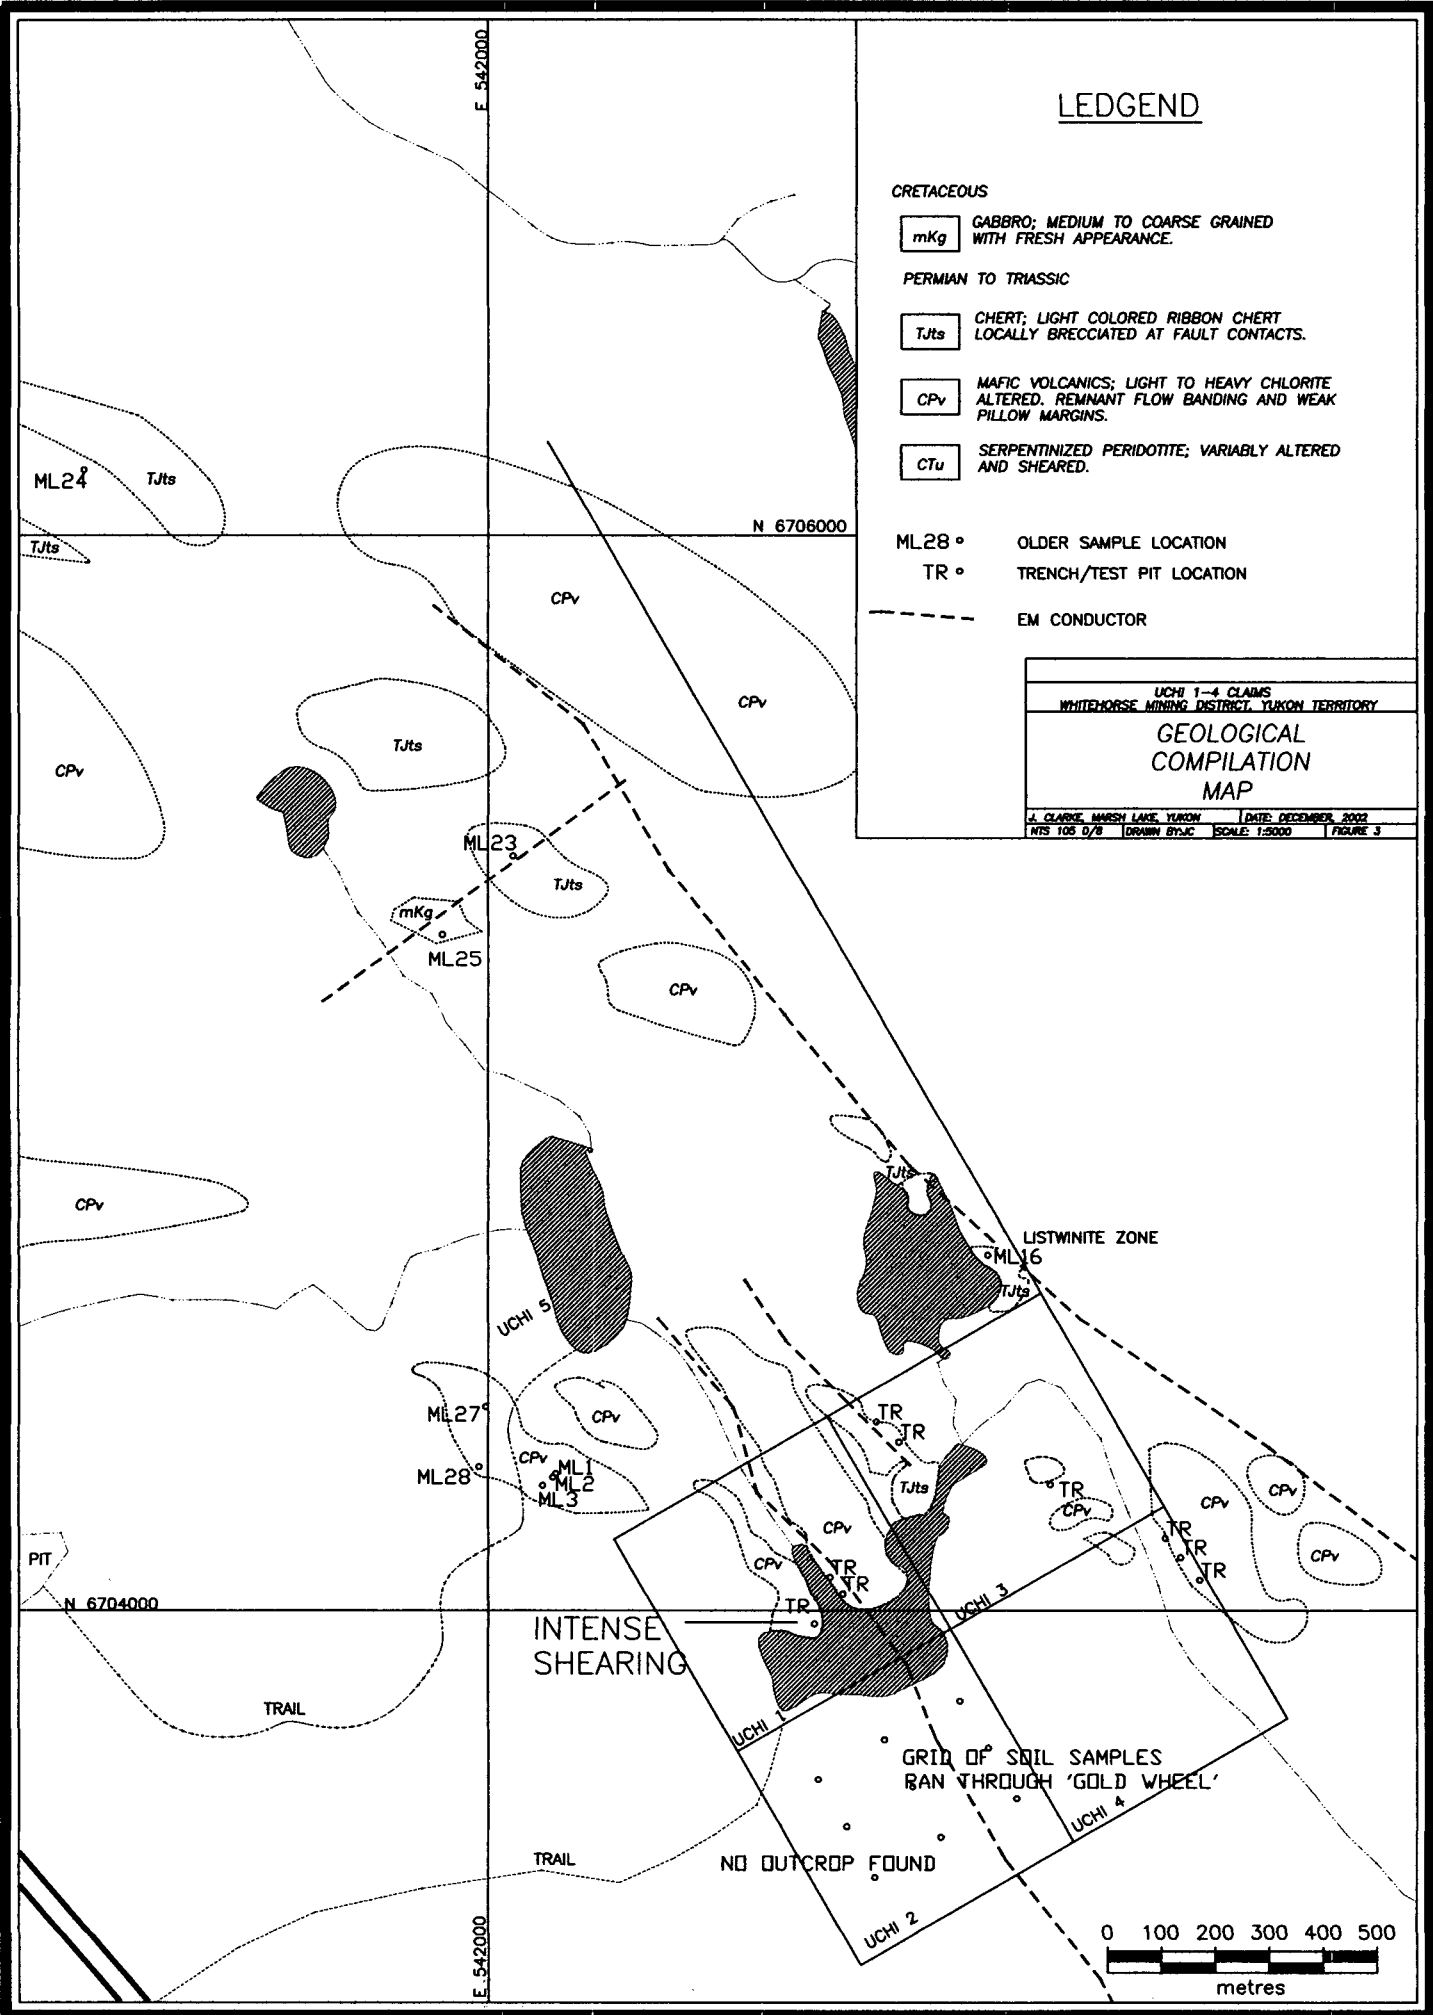 E 542000
LEDGEND
CRETACEOUS
mKg
GABBRO; MEDIUM TO COARSE GRAINED
WITH FRESH APPEARANCE.
PERMIAN TO TRIASSIC
TJts
CHERT; LIGHT COLORED RIBBON CHERT
LOCALLY BRECCIATED AT FAULT CONTACTS.
CPv
MAFIC VOLCANICS; LIGHT TO HEAVY CHLORITE
ALTERED. REMNANT FLOW BANDING AND WEAK
PILLOW MARGINS.
CTu
SERPENTINIZED PERIDOTITE; VARIABLY ALTERED
AND SHEARED.
ML28
OLDER SAMPLE LOCATION
TR
TRENCH/TEST PIT LOCATION
EM CONDUCTOR
UCHI 1-4 CLAIMS
WHITEHORSE MINING DISTRICT, YUKON TERRITORY
GEOLOGICAL
COMPILATION
MAP
J. CLARKE, MARSH LAKE, YUKON
DATE: DECEMBER, 2002
NTS 105 D/8
DRAWN BY:JC
SCALE: 1:5000
FIGURE 3
ML24
TJts
TJts
N 6706000
CPv
CPv
CPv
TJts
ML23
TJts
mKg
ML25
CPv
CPv
TJts
LISTWINITE ZONE
ML16
TJts
UCHI 5
ML27
CPv
TR
TR
ML28
CPv
ML1
ML2
ML3
TJts
TR
CPv
CPv
CPv
CPv
CPv
CPv
TR
TR
TR
TR
TR
TR
PIT
N 6704000
UCHI 3
INTENSE
SHEARING
TRAIL
UCHI 1
GRID OF SOIL SAMPLES
RAN THROUGH 'GOLD WHEEL'
UCHI 4
TRAIL
NO OUTCROP FOUND
UCHI 2
E 542000
0 100 200 300 400 500
metres